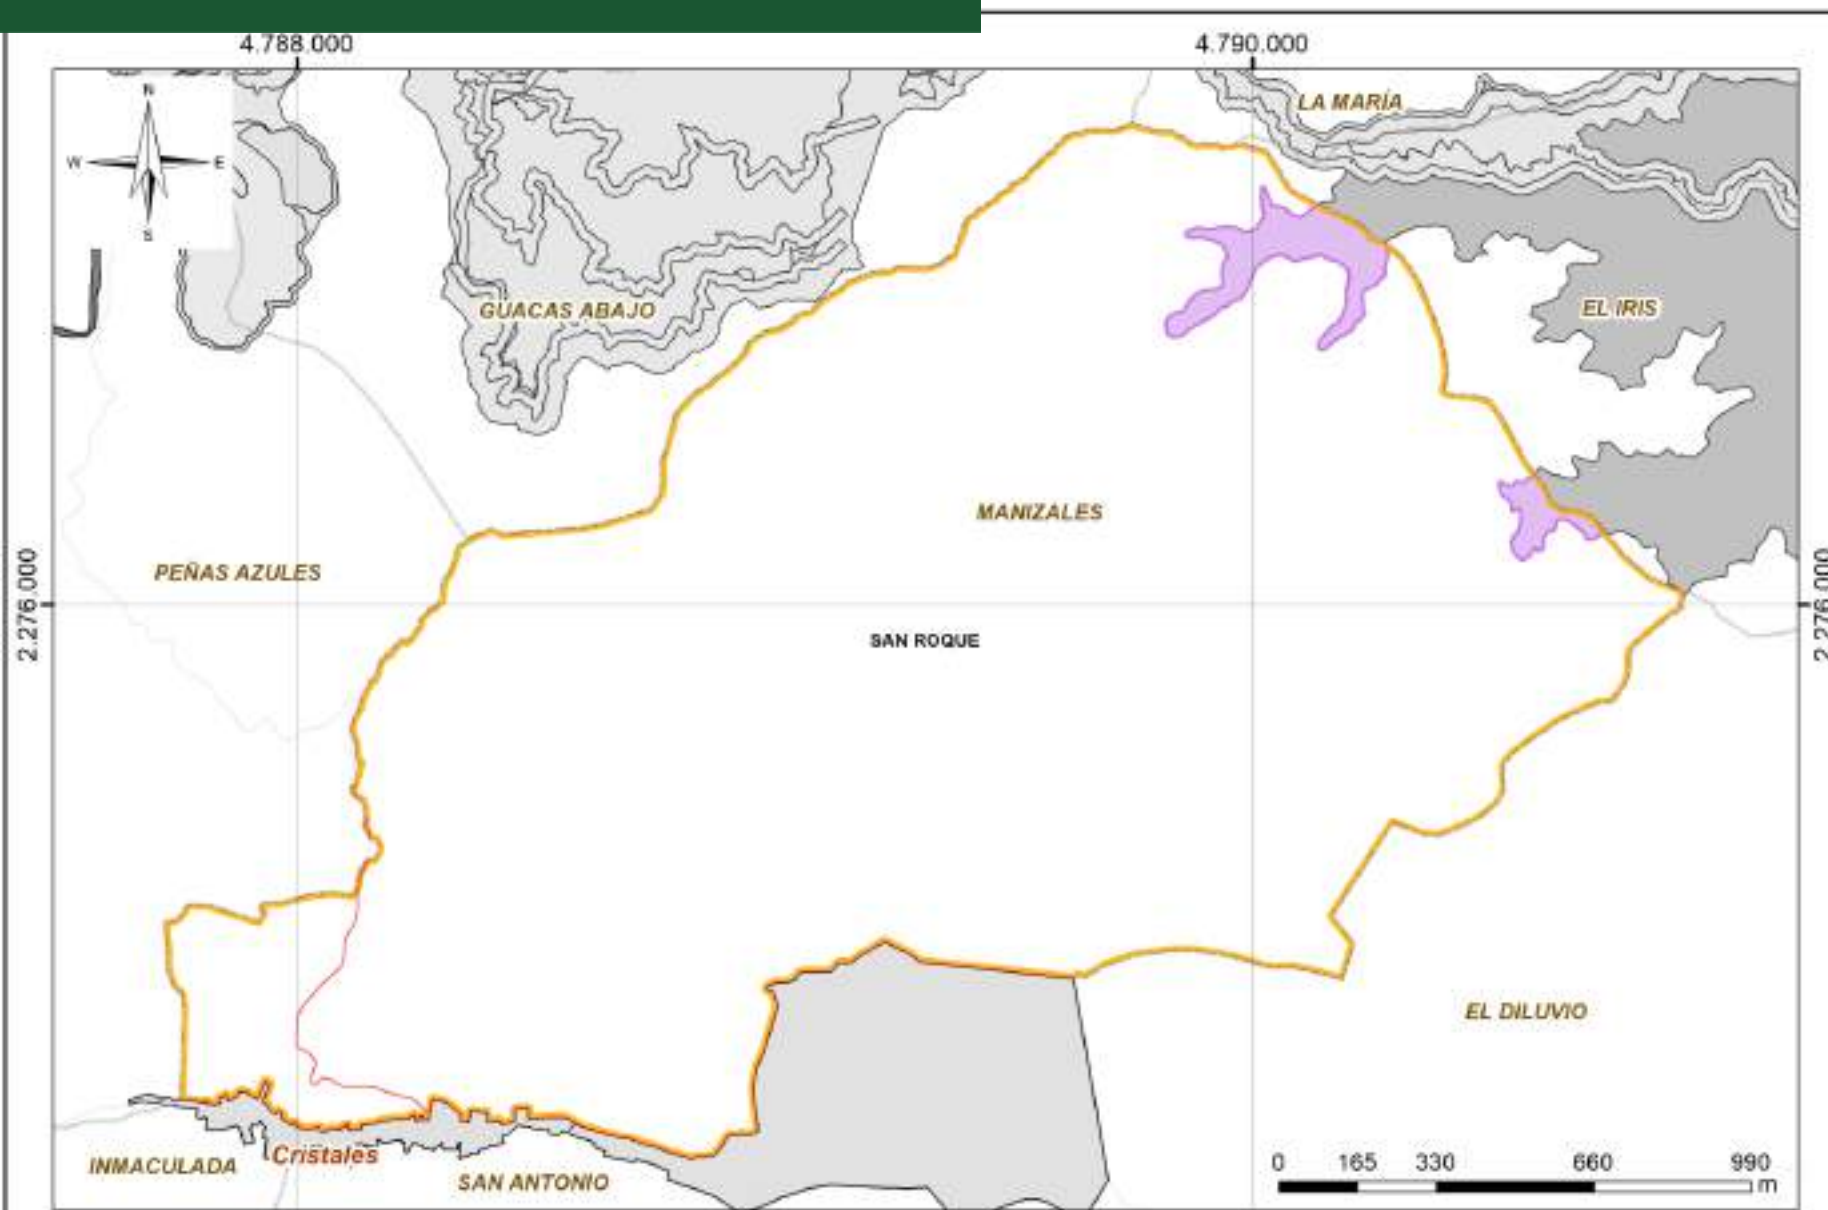 4.788.000
4.790.000
N
W
E
S
LA MARÍA
GUACAS ABAJO
EL IRIS
MANIZALES
PEÑAS AZULES
2.276.000
2.276.000
SAN ROQUE
EL DILUVIO
INMACULADA
Cristales
SAN ANTONIO
0 165 330 660 990
m